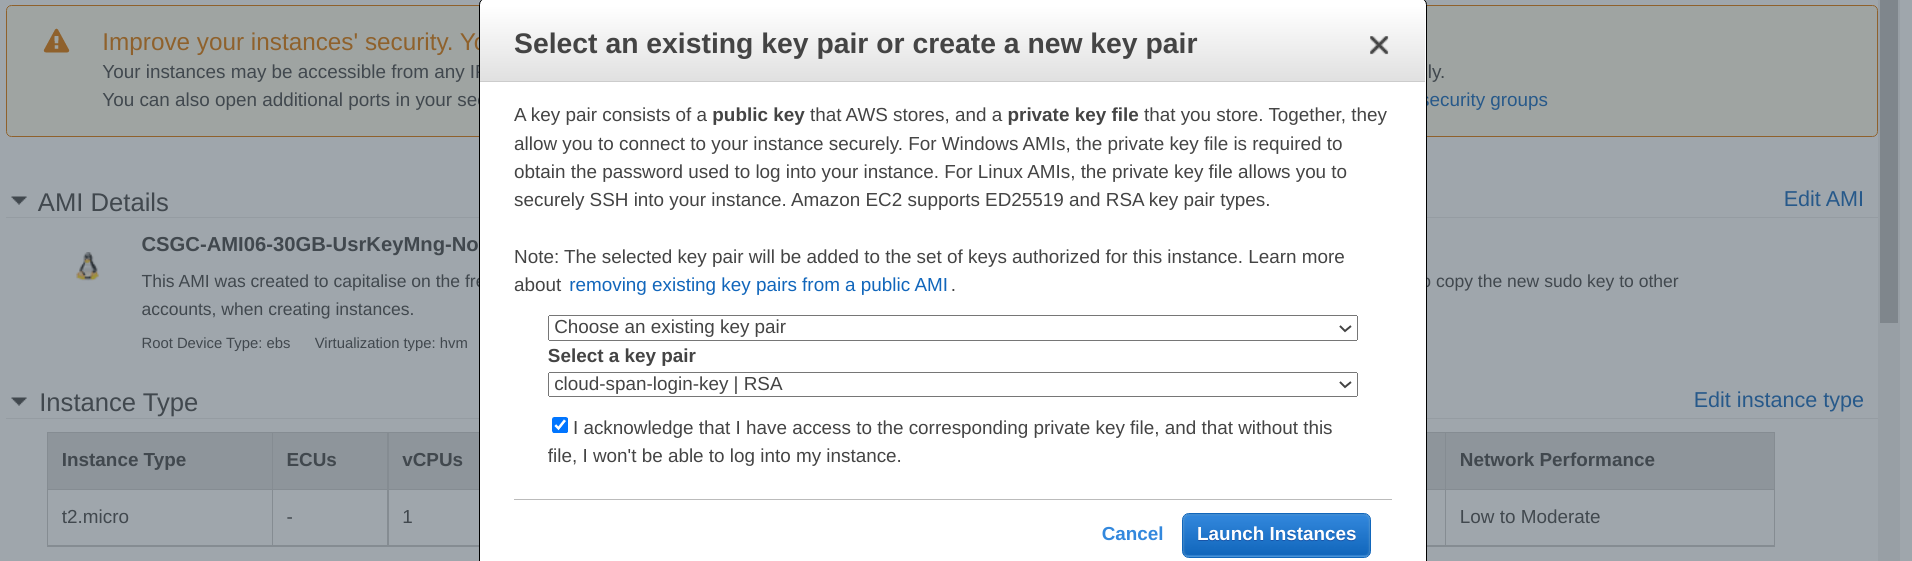 Select an existing key pair or create a new key pair
Improve your instances' security.
Your instances may be accessible from any
ly.
You can also open additional ports in your
security groups
A key pair consists of a public key that AWS stores, and a private key file that you store. Together, they
allow you to connect to your instance securely. For Windows AMIs, the private key file is required to
obtain the password used to log into your instance. For Linux AMIs, the private key file allows you to
securely SSH into your instance. Amazon EC2 supports ED25519 and RSA key pair types.
Note: The selected key pair will be added to the set of keys authorized for this instance. Learn more
about removing existing key pairs from a public AMI.
Choose an existing key pair
Select a key pair
cloud-span-login-key | RSA
I acknowledge that I have access to the corresponding private key file, and that without this
file, I won't be able to log into my instance.
Cancel Launch Instances
AMI Details
Edit AMI
CSGC-AMI06-30GB-UsrKeyMng-No
This AMI was created to capitalise on the
copy the new sudo key to other
accounts, when creating instances.
Root Device Type: ebs Virtualization type: hvm
Instance Type
Edit instance type
Instance Type ECUs vCPUs Network Performance
t2.micro - 1 Low to Moderate